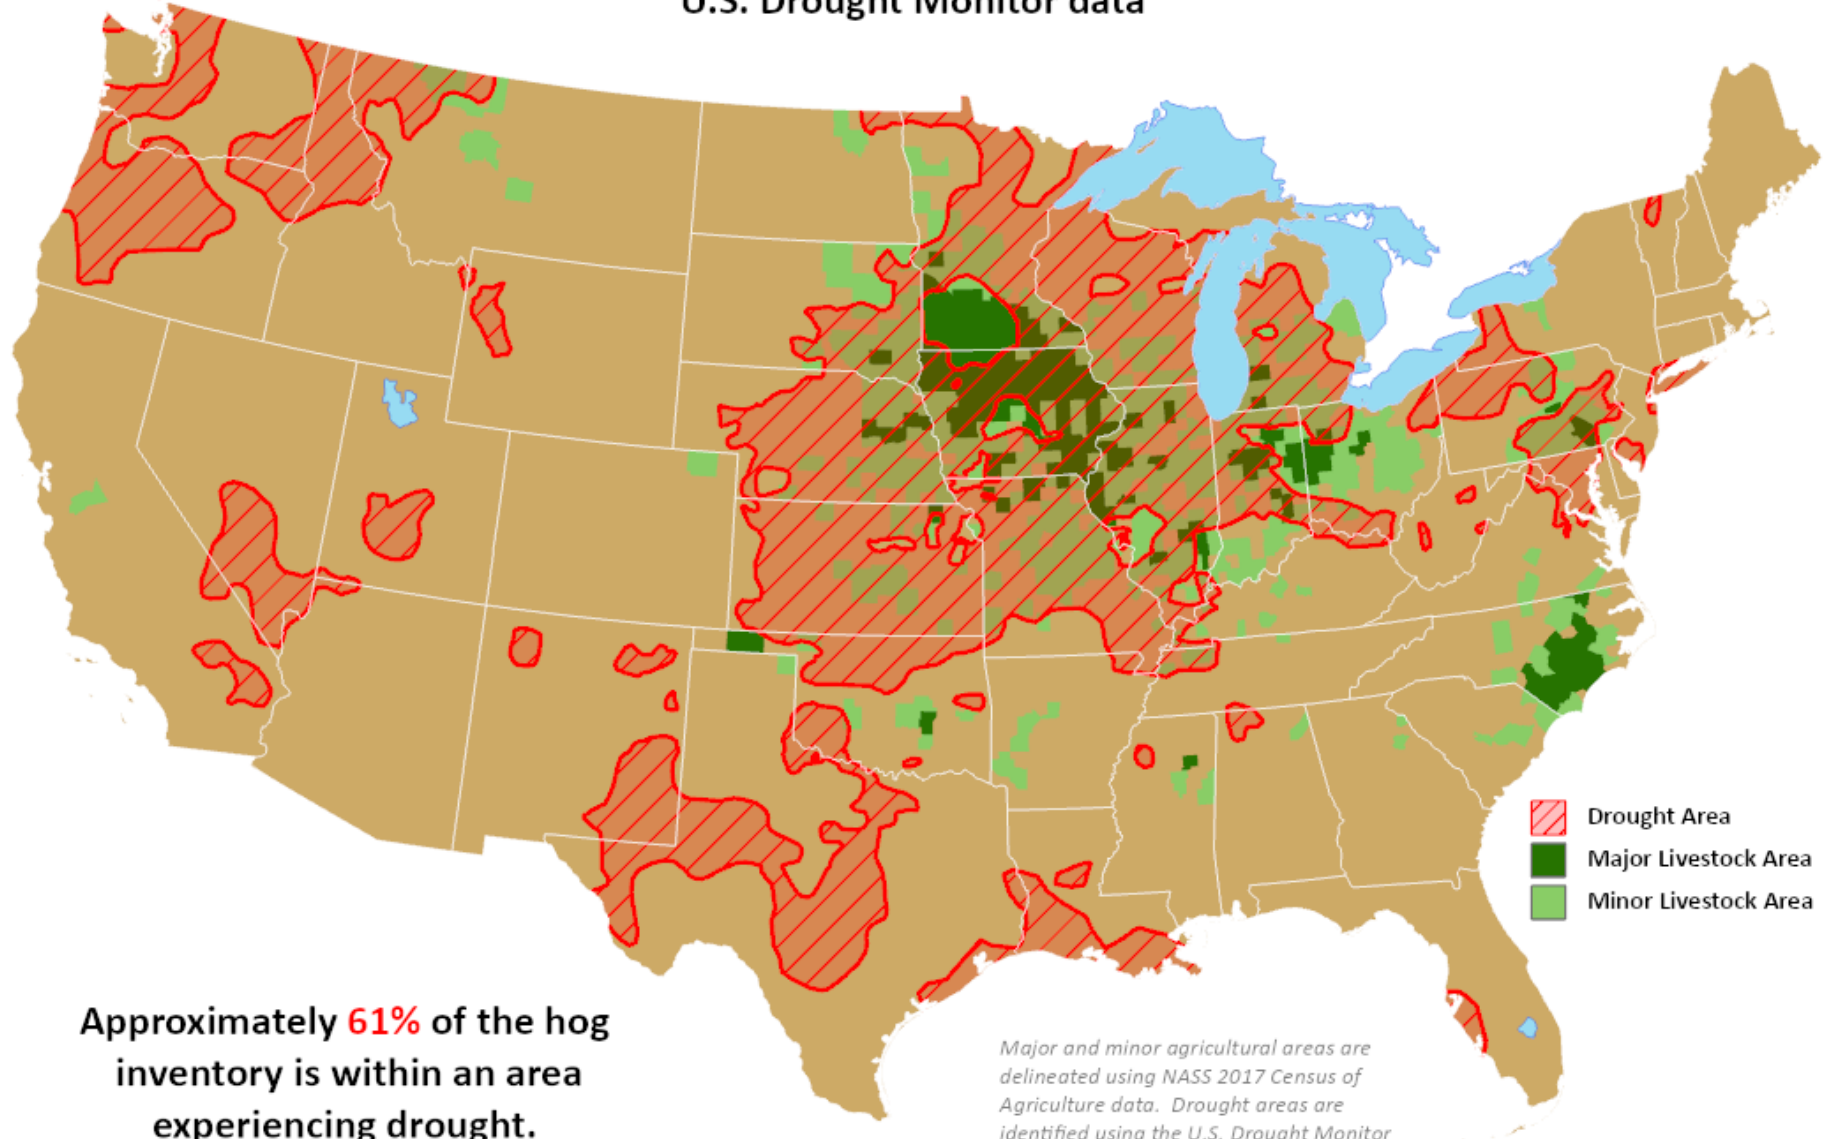 U.S. Drought Monitor data
Drought Area
Major Livestock Area
Minor Livestock Area
Approximately 61% of the hog
inventory is within an area
experiencing drought.
Major and minor agricultural areas are
delineated using NASS 2017 Census of
Agriculture data. Drought areas are
identified using the U.S. Drought Monitor